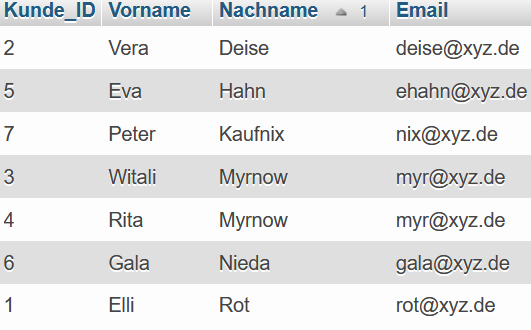 Kunde_ID Vorname Nachname 1 Email
2 Vera Deise deise@xyz.de
5 Eva Hahn ehahn@xyz.de
7 Peter Kaufnix nix@xyz.de
3 Witali Myrnow myr@xyz.de
4 Rita Myrnow myr@xyz.de
6 Gala Nieda gala@xyz.de
1 Elli Rot rot@xyz.de